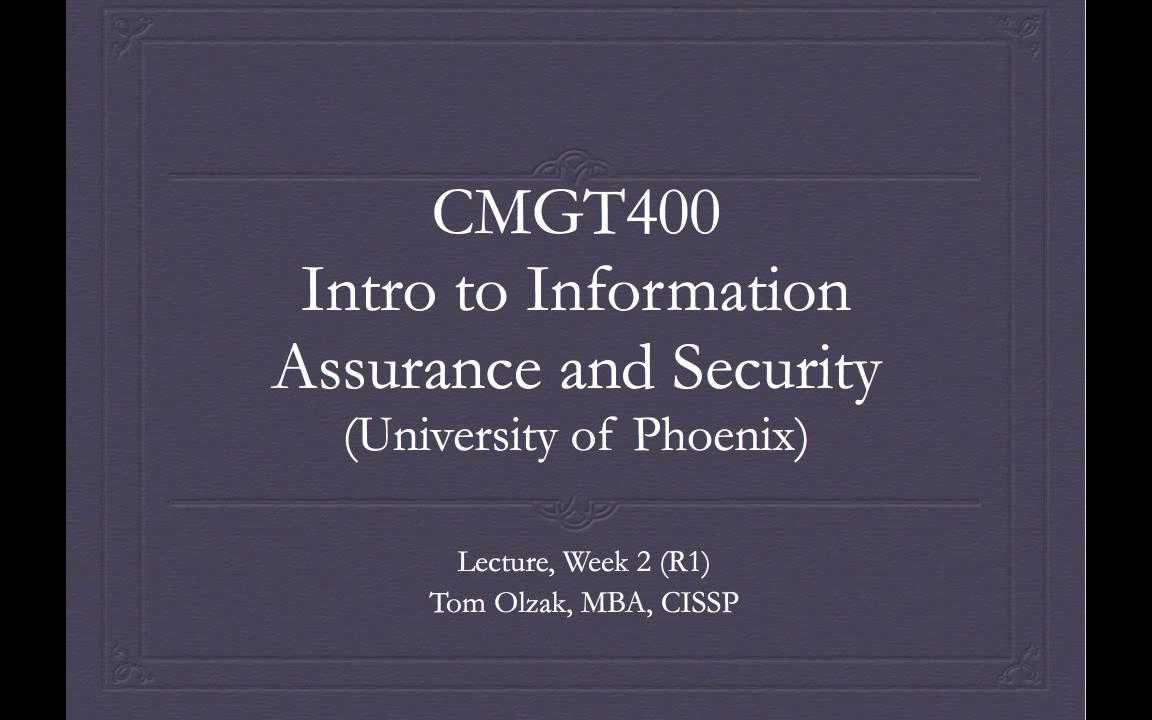 CMGT400
Intro to Information
Assurance and Security
(University of Phoenix)
Lecture, Week 2 (R1)
Tom Olzak, MBA, CISSP